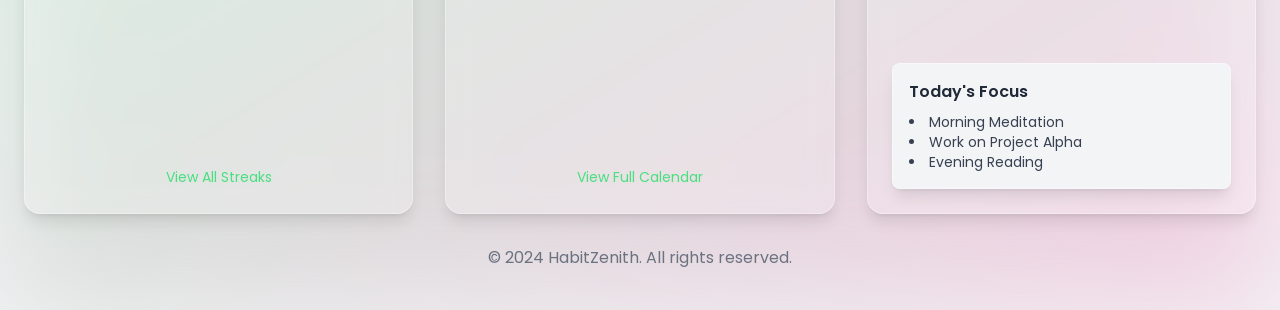 Today's Focus
Morning Meditation
Work on Project Alpha
Evening Reading
View All Streaks
View Full Calendar
© 2024 HabitZenith. All rights reserved.